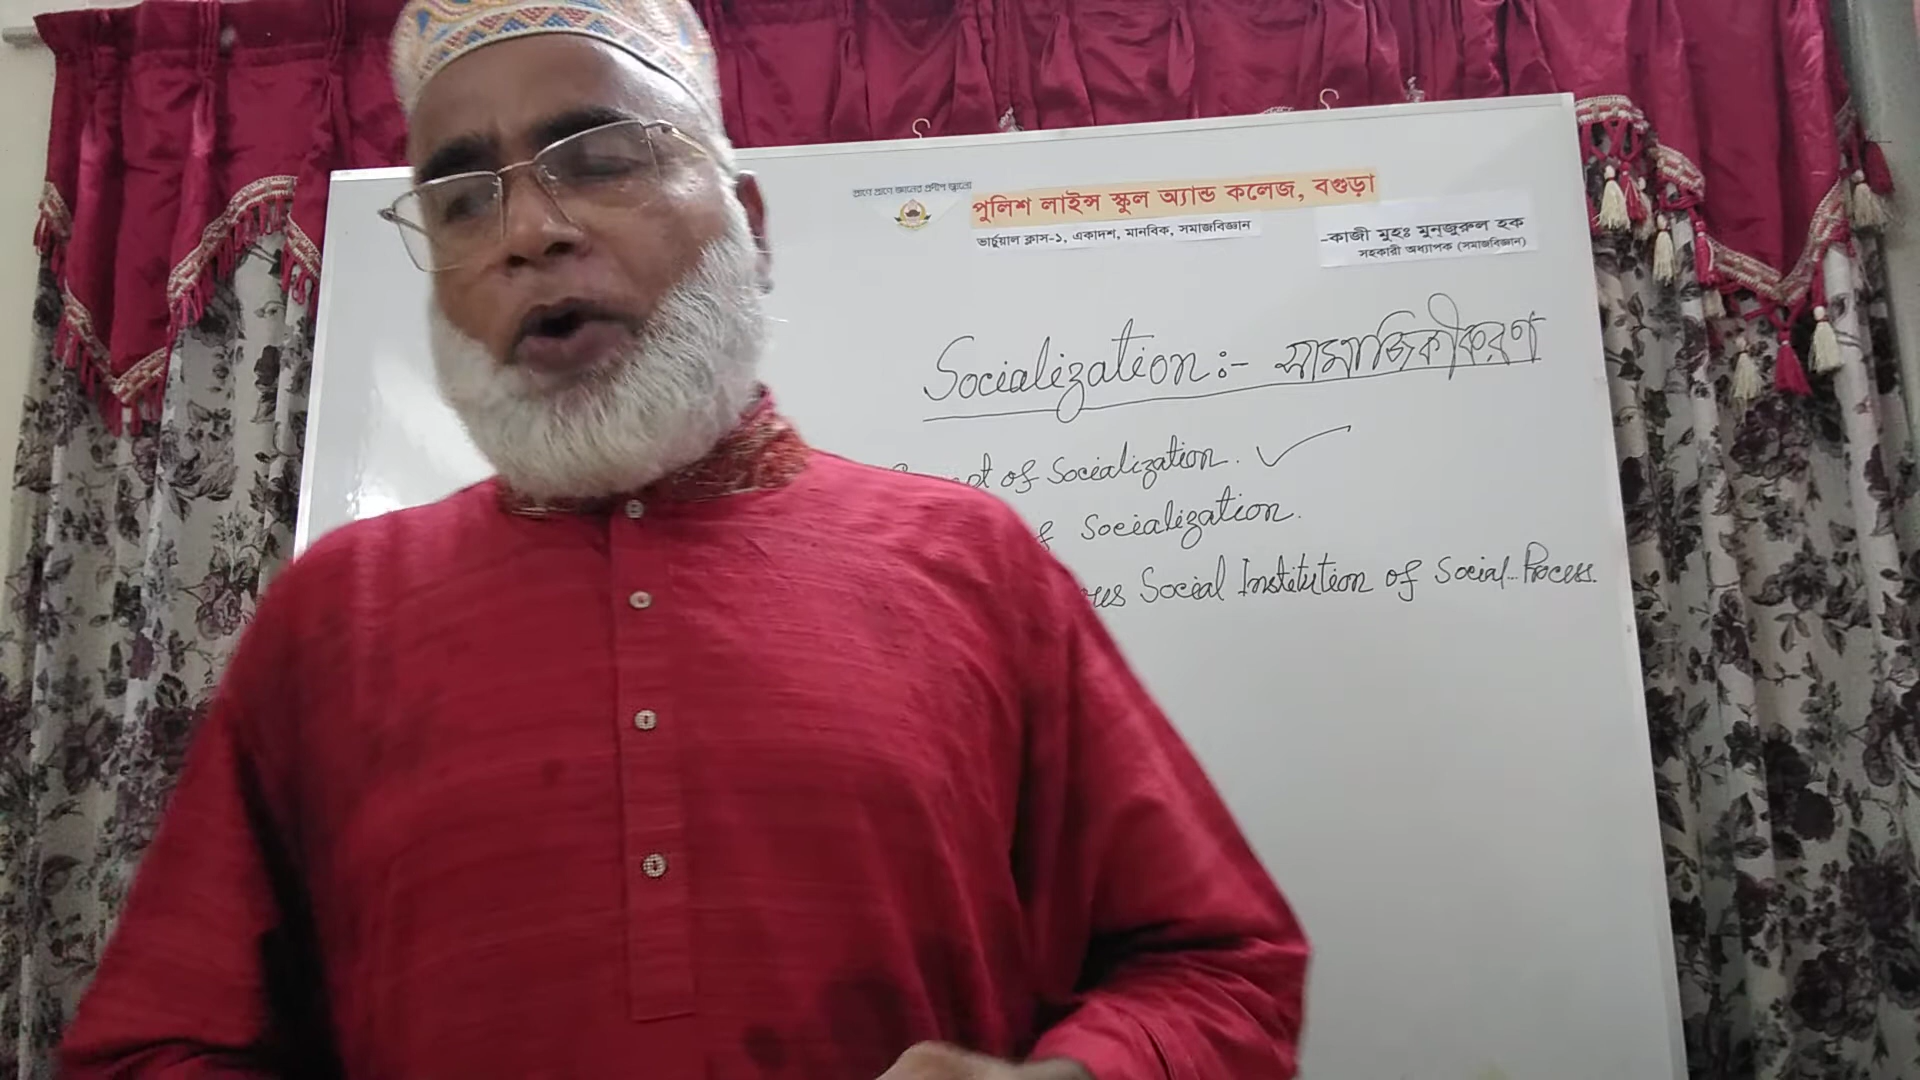 প্রাণে প্রাণে জ্ঞানের প্রদীপ জ্বালো
পুলিশ লাইন্স স্কুল অ্যান্ড কলেজ, বগুড়া
ভার্চুয়াল ক্লাস-১, একাদশ, মানবিক, সমাজবিজ্ঞান
-কাজী মুহঃ মুনজুরুল হক
সহকারী অধ্যাপক (সমাজবিজ্ঞান)
Socialization:- সামাজিকীকরণ
of Socialization. ✓
Socialization.
Social Institution of Social Process.